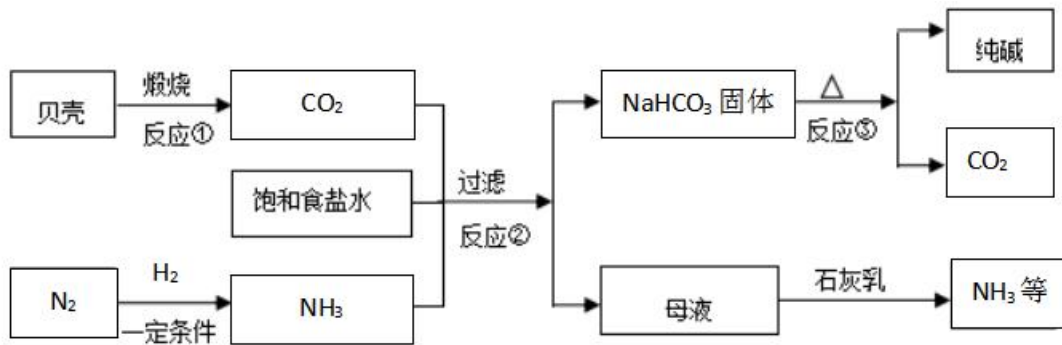 贝壳
煅烧
反应①
CO₂
饱和食盐水
N₂
H₂
一定条件
NH₃
过滤
反应②
NaHCO₃ 固体
△
反应③
纯碱
CO₂
母液
石灰乳
NH₃ 等